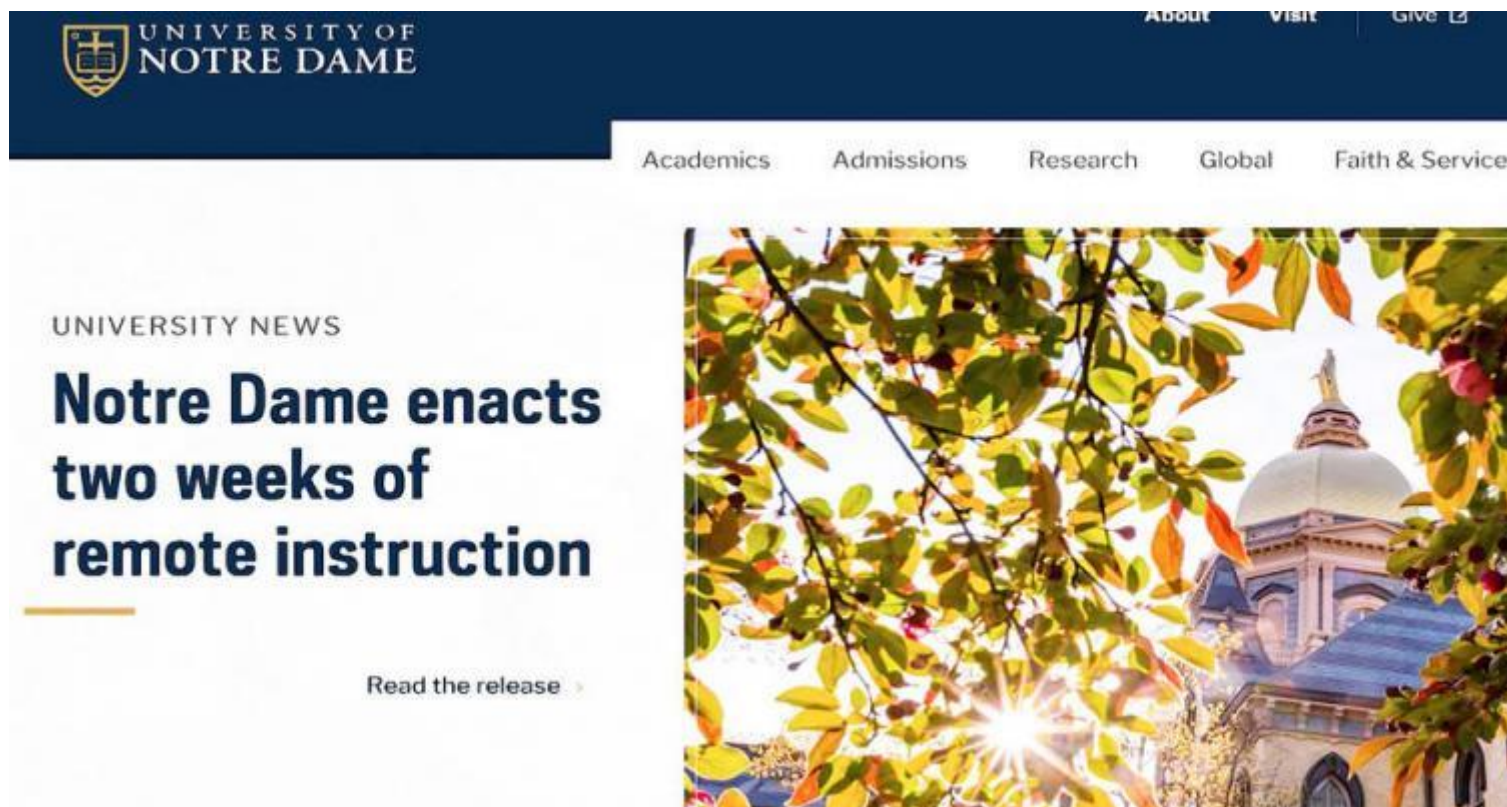 UNIVERSITY OF
NOTRE DAME
About Visit Give
Academics Admissions Research Global Faith & Service
UNIVERSITY NEWS
Notre Dame enacts
two weeks of
remote instruction
Read the release